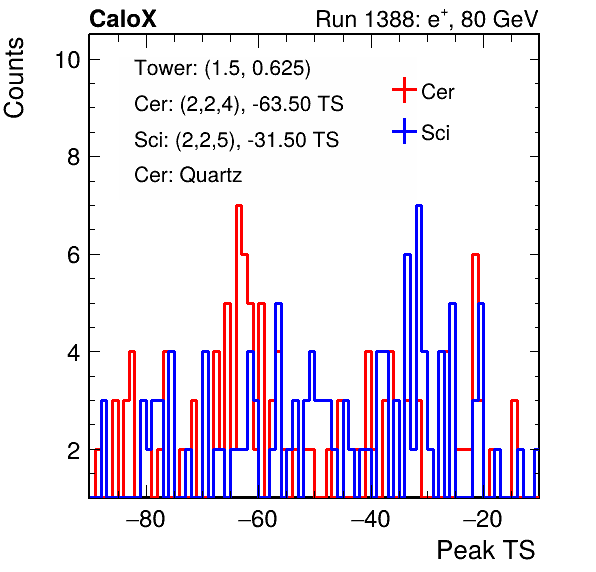 CaloX Run 1388: e⁺, 80 GeV
Counts
Tower: (1.5, 0.625)
Cer: (2,2,4), -63.50 TS
Sci: (2,2,5), -31.50 TS
Cer: Quartz
Cer
Sci
10
8
6
4
2
−80 −60 −40 −20
Peak TS